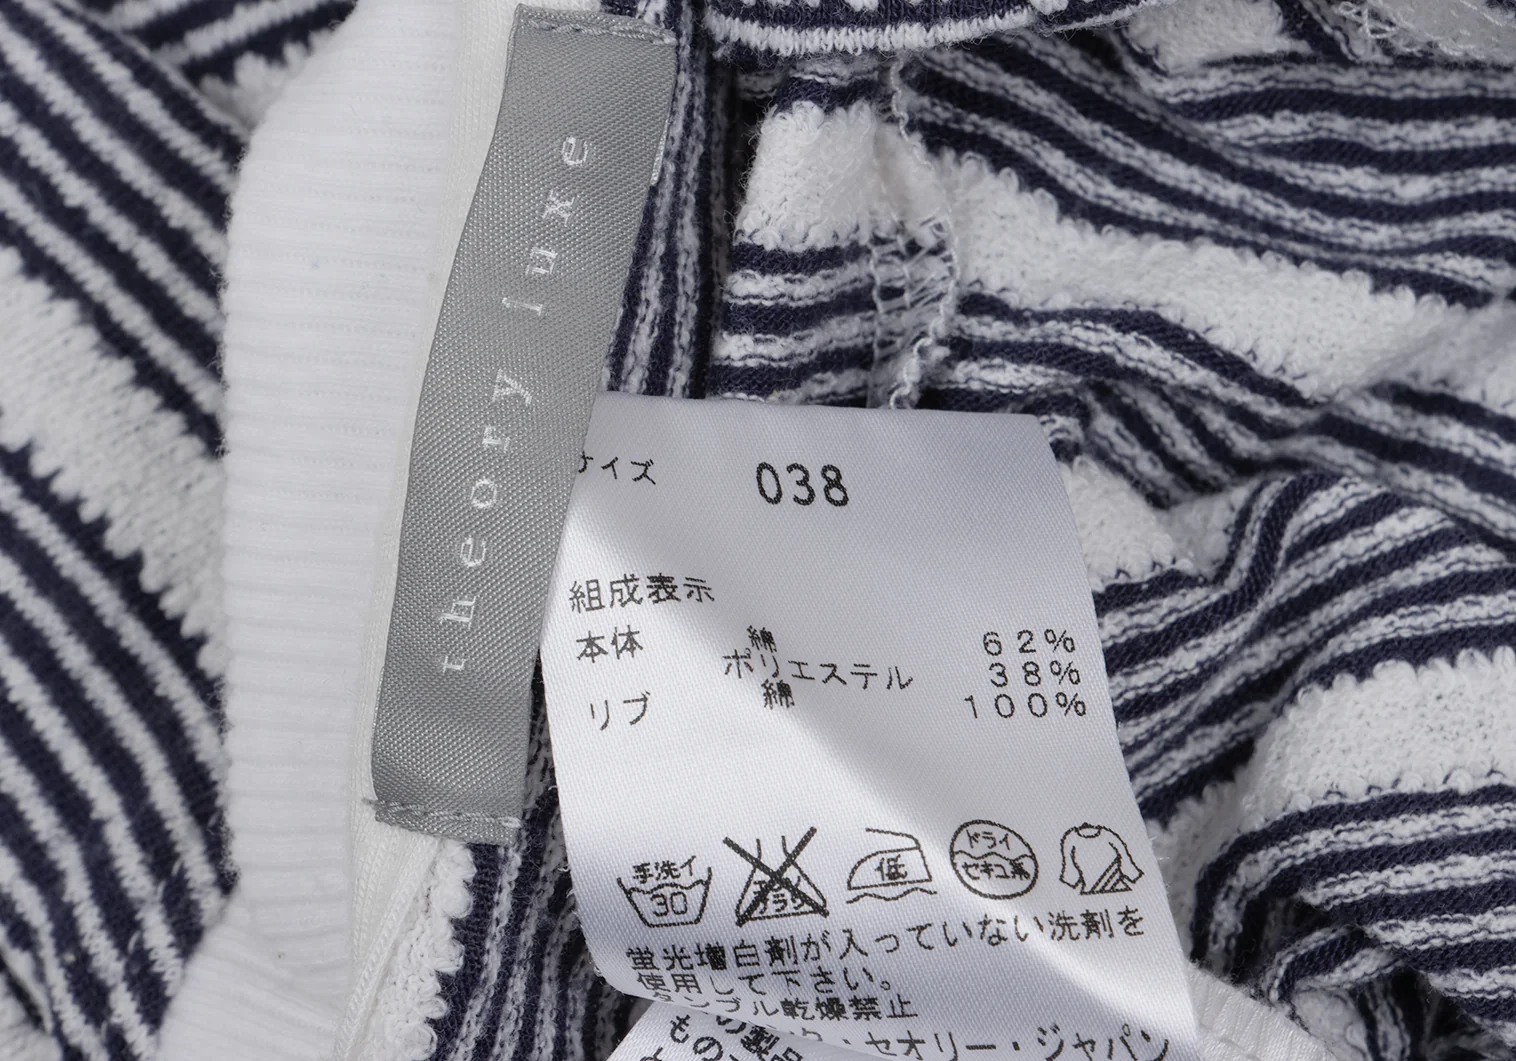 theory luxe
サイズ 038
組成表示
本体 綿 62%
ポリエステル 38%
リブ 綿 100%
手洗イ 30
低
ドライ セキユ系
蛍光増白剤が入っていない洗剤を
使用して下さい。
タンブル乾燥禁止
セオリー・ジャパン